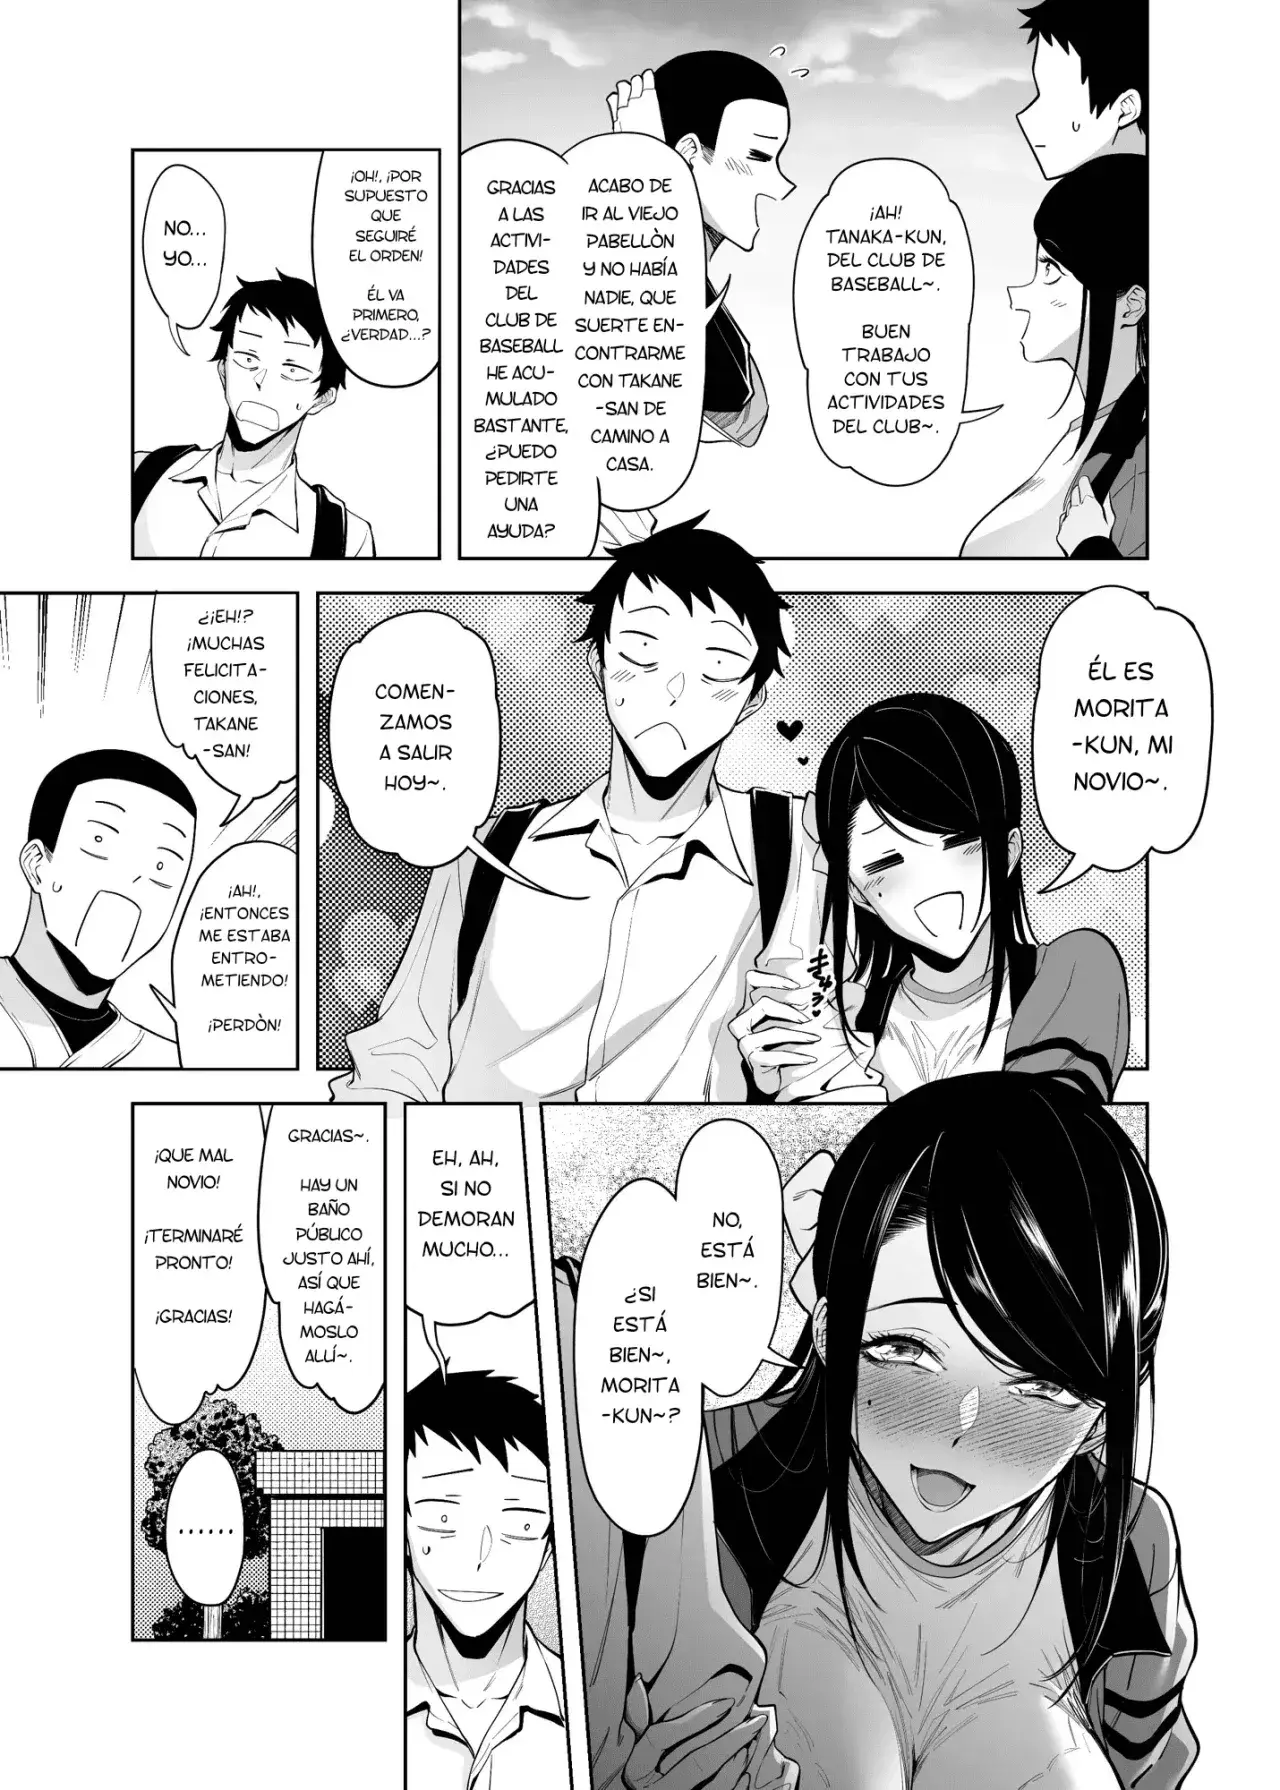 ¡AH!
TANAKA-KUN,
DEL CLUB DE
BASEBALL~.
BUEN
TRABAJO
CON TUS
ACTIVIDADES
DEL CLUB~.
ACABO DE
IR AL VIEJO
PABELLÒN
Y NO HABÍA
NADIE, QUE
SUERTE EN-
CONTRARME
CON TAKANE
-SAN DE
CAMINO A
CASA.
GRACIAS
A LAS
ACTIVI-
DADES
DEL
CLUB DE
BASEBALL
HE ACU-
MULADO
BASTANTE,
¿PUEDO
PEDIRTE
UNA
AYUDA?
¡OH!, ¡POR
SUPUESTO
QUE
SEGUIRÉ
EL ORDEN!
ÉL VA
PRIMERO,
¿VERDAD...?
NO...
YO...
ÉL ES
MORITA
-KUN, MI
NOVIO~.
COMEN-
ZAMOS
A SALIR
HOY~.
ぎゅう
¿¡EH!?
¡MUCHAS
FELICITA-
CIONES,
TAKANE
-SAN!
¡AH!,
¡ENTONCES
ME ESTABA
ENTRO-
METIENDO!
¡PERDÒN!
NO,
ESTÁ
BIEN~.
¿SI
ESTÁ
BIEN~,
MORITA
-KUN~?
EH, AH,
SI NO
DEMORAN
MUCHO...
GRACIAS~.
HAY UN
BAÑO
PÚBLICO
JUSTO AHÍ,
ASÍ QUE
HAGÁ-
MOSLO
ALLÍ~.
¡QUE MAL
NOVIO!
¡TERMINARÉ
PRONTO!
¡GRACIAS!
......